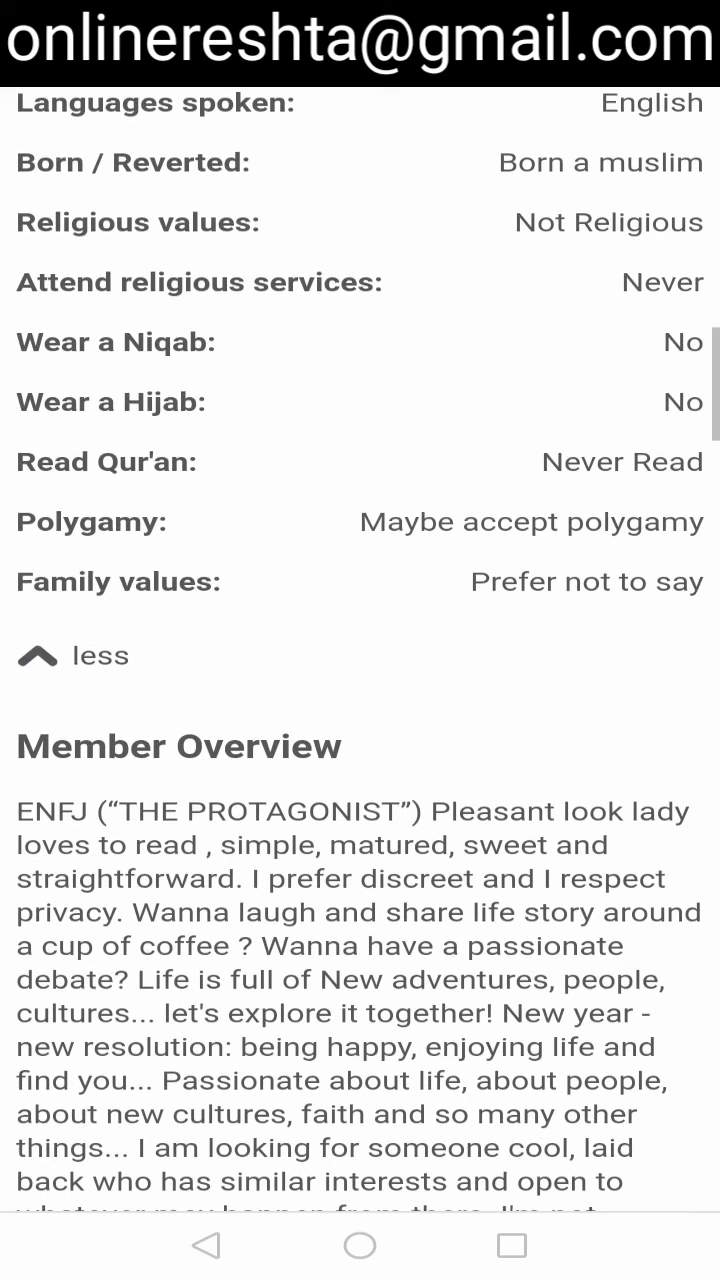 onlinereshta@gmail.com
Languages spoken: English
Born / Reverted: Born a muslim
Religious values: Not Religious
Attend religious services: Never
Wear a Niqab: No
Wear a Hijab: No
Read Qur'an: Never Read
Polygamy: Maybe accept polygamy
Family values: Prefer not to say
less
Member Overview
ENFJ (“THE PROTAGONIST”) Pleasant look lady
loves to read , simple, matured, sweet and
straightforward. I prefer discreet and I respect
privacy. Wanna laugh and share life story around
a cup of coffee ? Wanna have a passionate
debate? Life is full of New adventures, people,
cultures... let's explore it together! New year -
new resolution: being happy, enjoying life and
find you... Passionate about life, about people,
about new cultures, faith and so many other
things... I am looking for someone cool, laid
back who has similar interests and open to
whatever may happen from there. I'm not